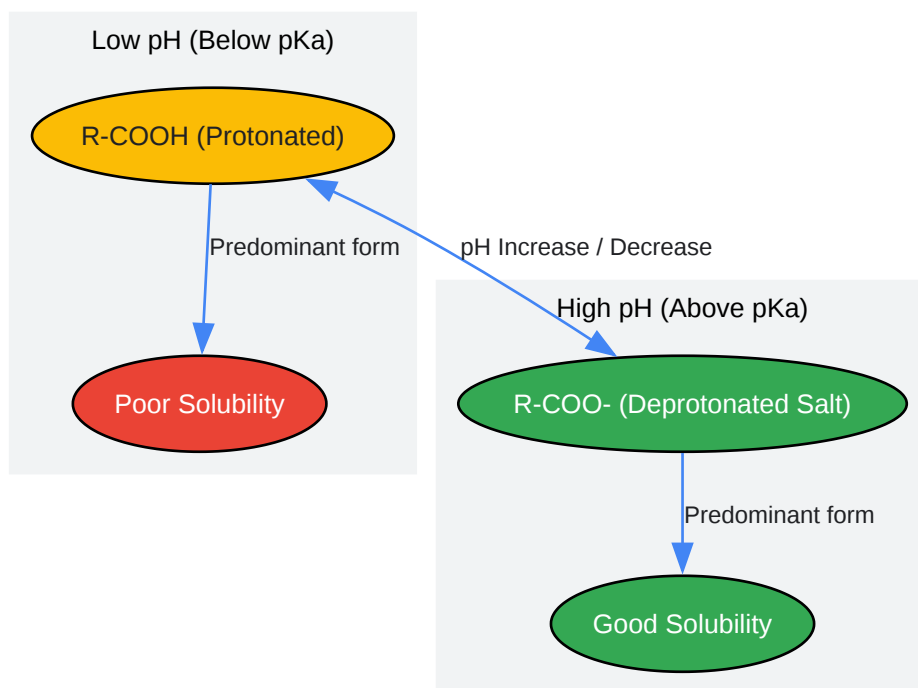 Low pH (Below pKa)
R-COOH (Protonated)
Predominant form
pH Increase / Decrease
Poor Solubility
High pH (Above pKa)
R-COO- (Deprotonated Salt)
Predominant form
Good Solubility